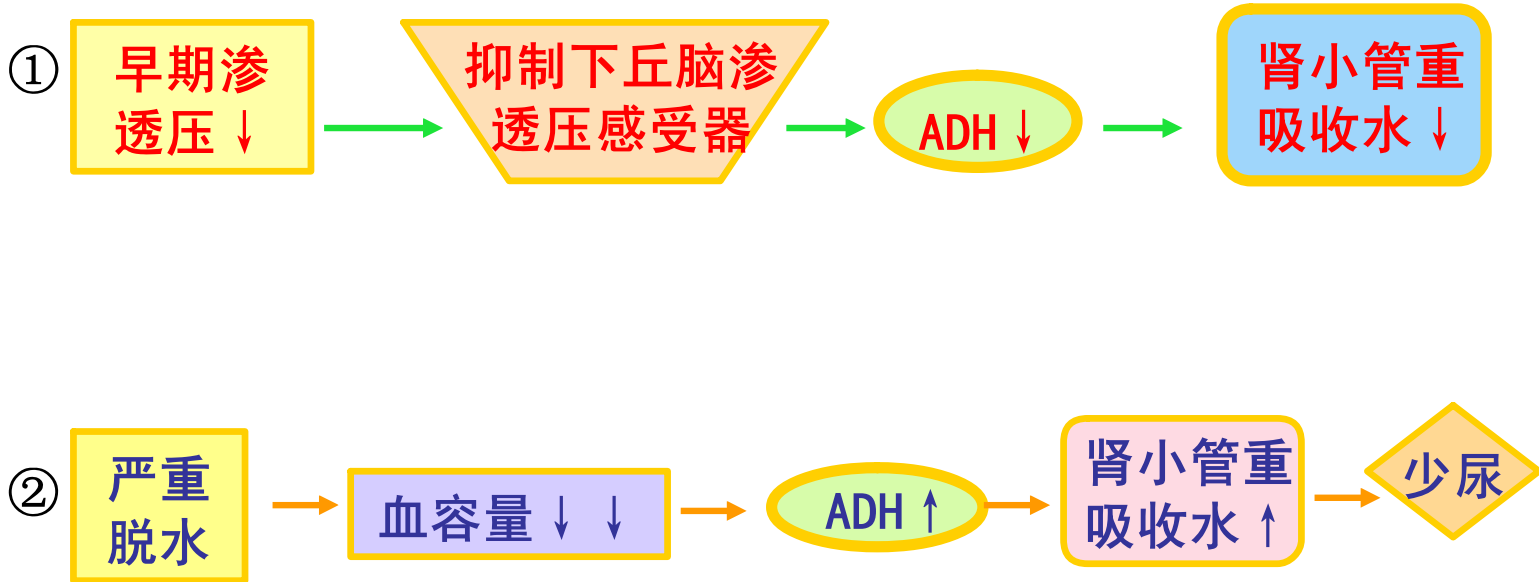 ①
早期渗
透压↓
抑制下丘脑渗
透压感受器
ADH↓
肾小管重
吸收水↓
②
严重
脱水
血容量↓↓
ADH↑
肾小管重
吸收水↑
少尿